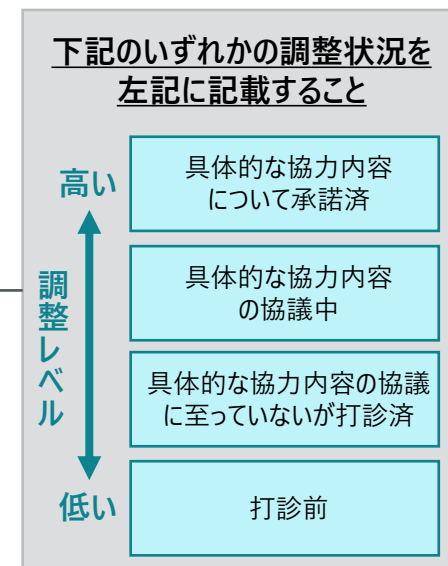 下記のいずれかの調整状況を
左記に記載すること
高い
具体的な協力内容
について承諾済
具体的な協力内容
の協議中
調整レベル
具体的な協力内容の協議
に至っていないが打診済
低い
打診前